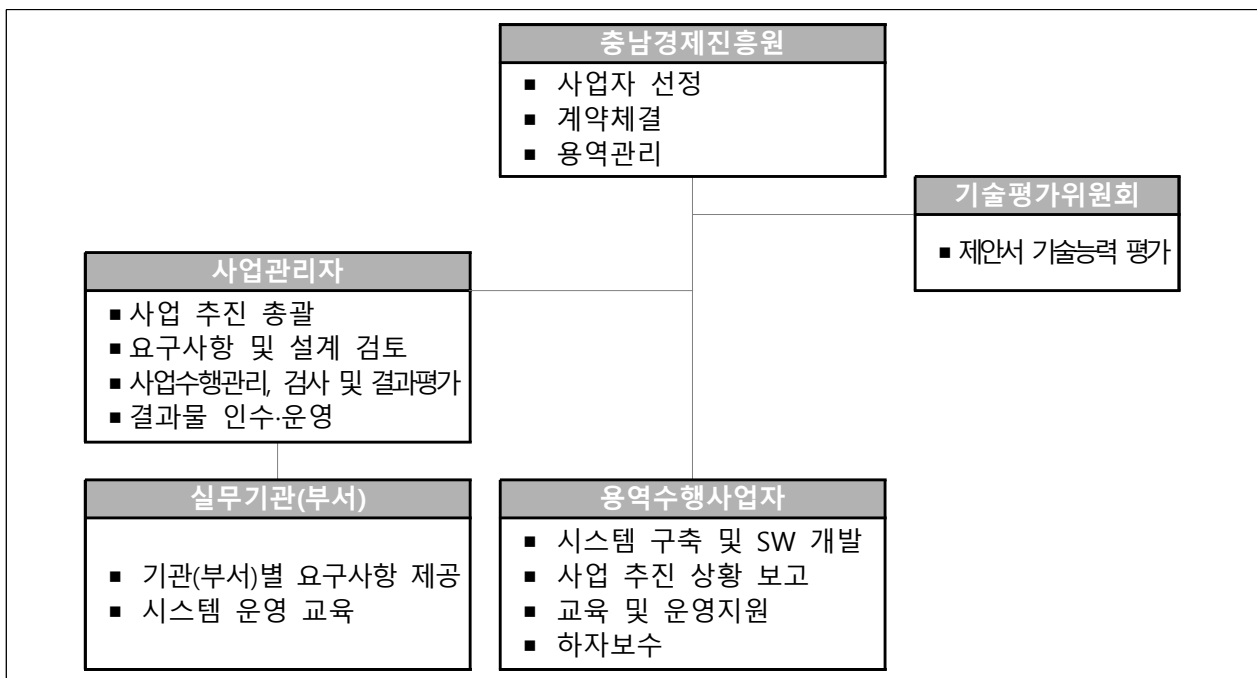 충남경제진흥원
■ 사업자 선정
■ 계약체결
■ 용역관리
기술평가위원회
■ 제안서 기술능력 평가
사업관리자
■ 사업 추진 총괄
■ 요구사항 및 설계 검토
■ 사업수행관리, 검사 및 결과평가
■ 결과물 인수·운영
실무기관(부서)
■ 기관(부서)별 요구사항 제공
■ 시스템 운영 교육
용역수행사업자
■ 시스템 구축 및 SW 개발
■ 사업 추진 상황 보고
■ 교육 및 운영지원
■ 하자보수